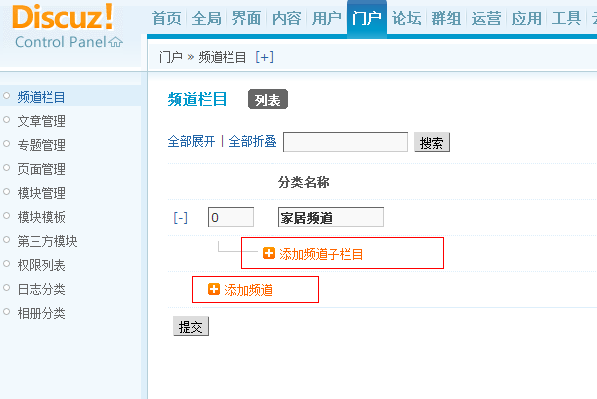 Discuz!
Control Panel
首页 全局 界面 内容 用户 门户 论坛 群组 运营 应用 工具
门户 » 频道栏目 [+]
频道栏目
文章管理
专题管理
页面管理
模块管理
模块模板
第三方模块
权限列表
日志分类
相册分类
频道栏目 列表
全部展开 | 全部折叠 搜索
分类名称
[-] 0 家居频道
添加频道子栏目
添加频道
提交